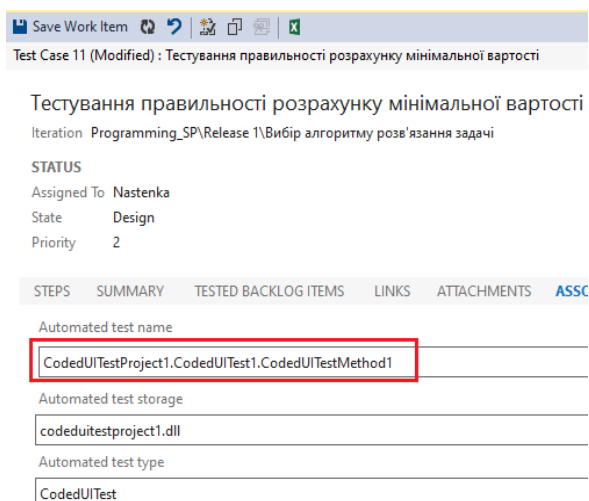 Save Work Item
Test Case 11 (Modified) : Тестування правильності розрахунку мінімальної вартості
Тестування правильності розрахунку мінімальної вартості
Iteration Programming_SP\Release 1\Вибір алгоритму розв'язання задачі
STATUS
Assigned To Nastenka
State Design
Priority 2
STEPS SUMMARY TESTED BACKLOG ITEMS LINKS ATTACHMENTS ASSC
Automated test name
CodedUITestProject1.CodedUITest1.CodedUITestMethod1
Automated test storage
codeduitestproject1.dll
Automated test type
CodedUITest